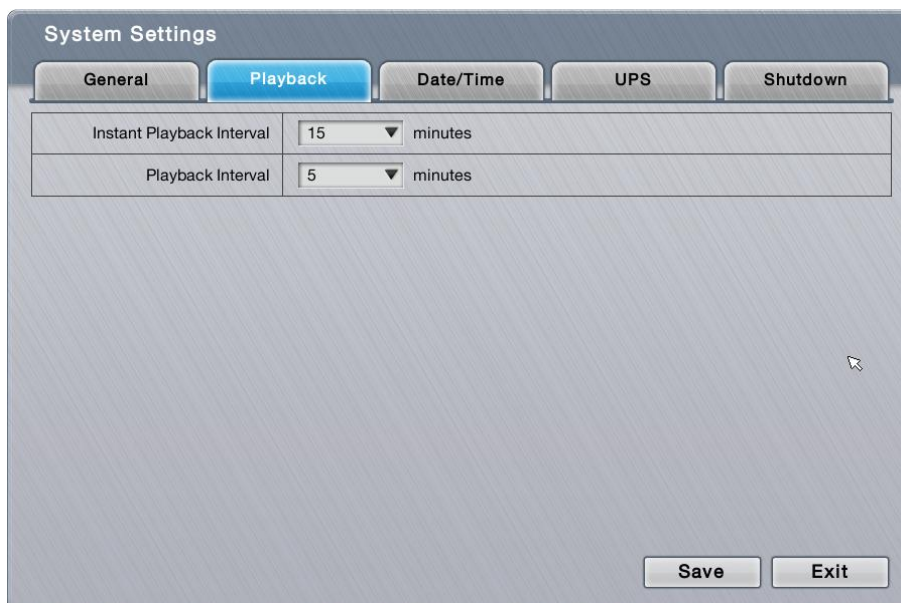 System Settings
General Playback Date/Time UPS Shutdown
Instant Playback Interval 15 minutes
Playback Interval 5 minutes
Save Exit